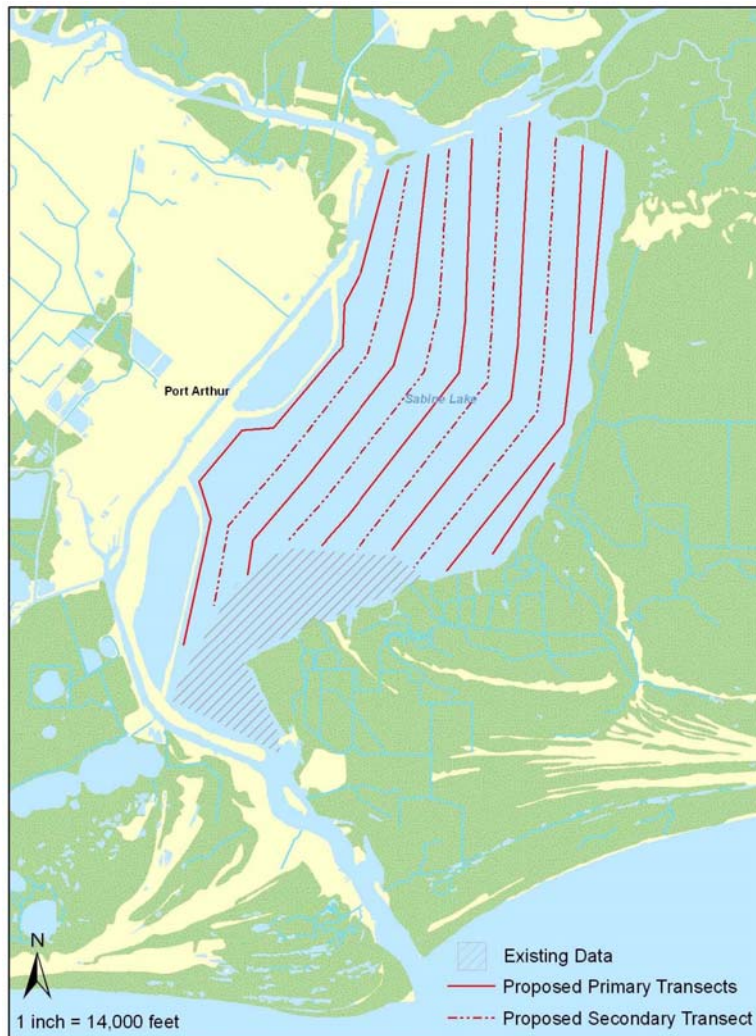 Port Arthur
Sabine Lake
N
1 inch = 14,000 feet
Existing Data
Proposed Primary Transects
Proposed Secondary Transect